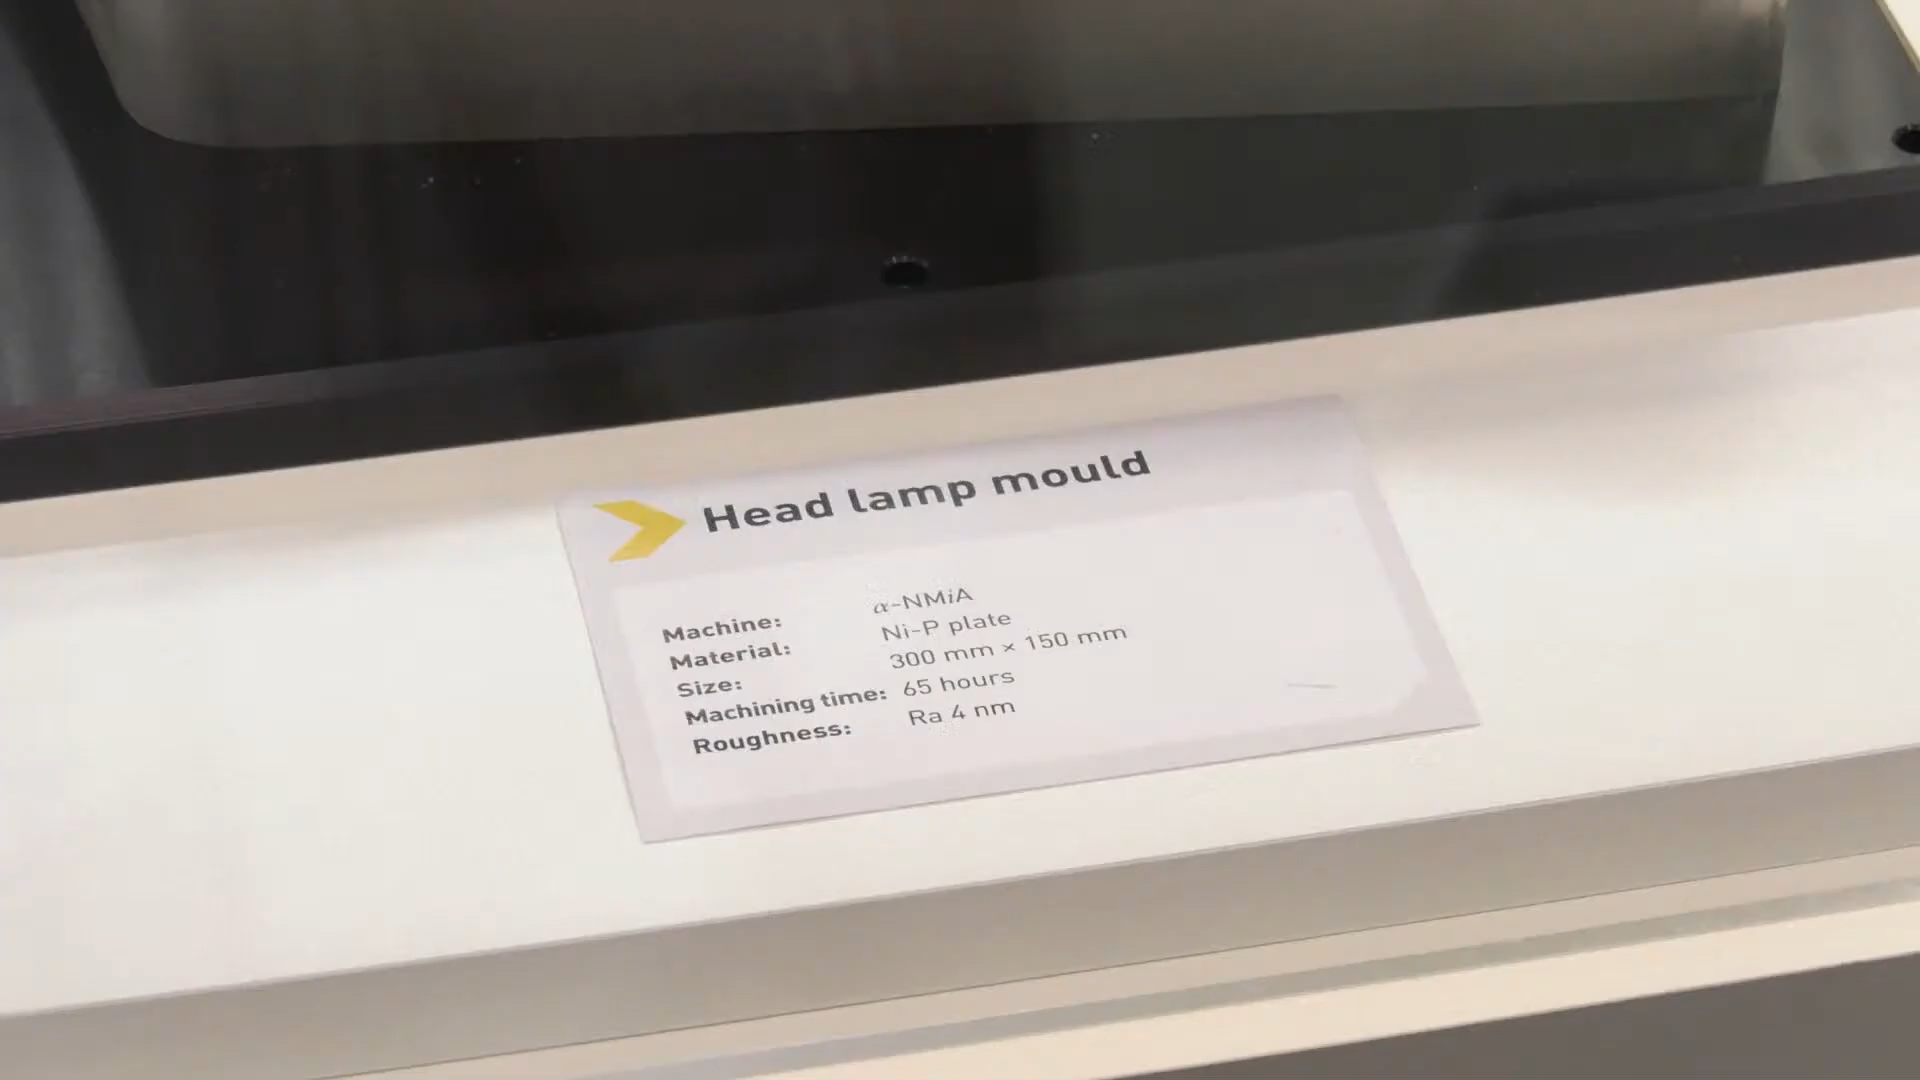 Head lamp mould
Machine: α-NMiA
Material: Ni-P plate
Size: 300 mm × 150 mm
Machining time: 65 hours
Roughness: Ra 4 nm